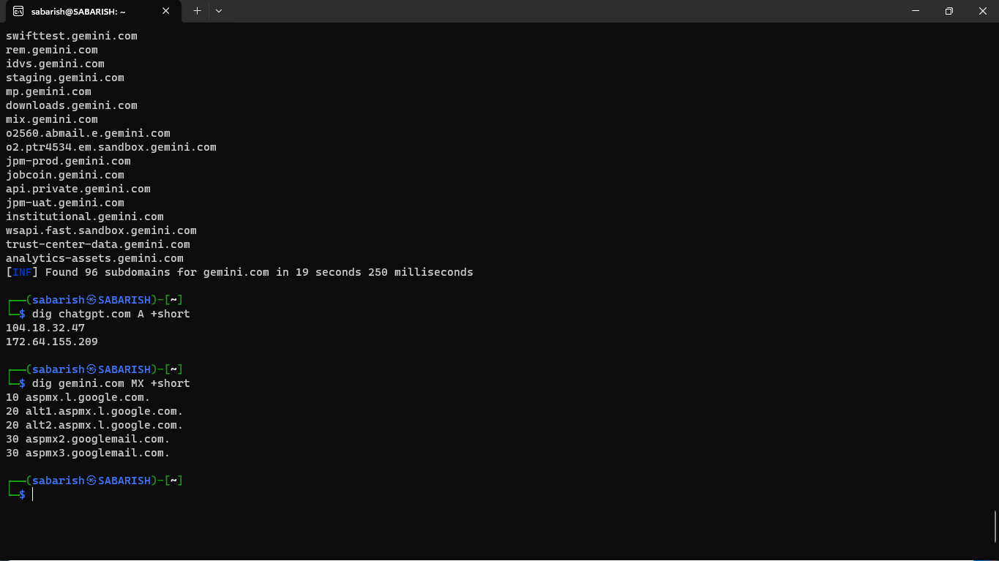 sabarish@SABARISH: ~
swifttest.gemini.com
rem.gemini.com
idvs.gemini.com
staging.gemini.com
mp.gemini.com
downloads.gemini.com
mix.gemini.com
o2560.abmail.e.gemini.com
o2.ptr4534.em.sandbox.gemini.com
jpm-prod.gemini.com
jobcoin.gemini.com
api.private.gemini.com
jpm-uat.gemini.com
institutional.gemini.com
wsapi.fast.sandbox.gemini.com
trust-center-data.gemini.com
analytics-assets.gemini.com
[INF] Found 96 subdomains for gemini.com in 19 seconds 250 milliseconds
┌──(sabarish㉿SABARISH)-[~]
└─$ dig chatgpt.com A +short
104.18.32.47
172.64.155.209
┌──(sabarish㉿SABARISH)-[~]
└─$ dig gemini.com MX +short
10 aspmx.l.google.com.
20 alt1.aspmx.l.google.com.
20 alt2.aspmx.l.google.com.
30 aspmx2.googlemail.com.
30 aspmx3.googlemail.com.
┌──(sabarish㉿SABARISH)-[~]
└─$